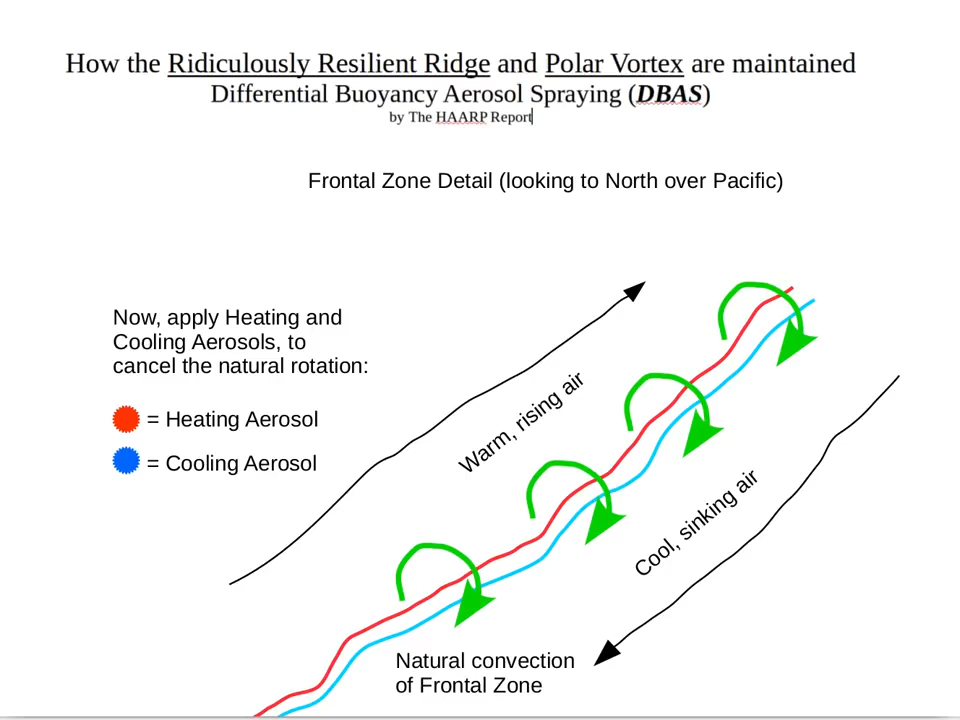 How the Ridiculously Resilient Ridge and Polar Vortex are maintained
Differential Buoyancy Aerosol Spraying (DBAS)
by The HAARP Report
Frontal Zone Detail (looking to North over Pacific)
Now, apply Heating and
Cooling Aerosols, to
cancel the natural rotation:
= Heating Aerosol
= Cooling Aerosol
Warm, rising air
Cool, sinking air
Natural convection
of Frontal Zone